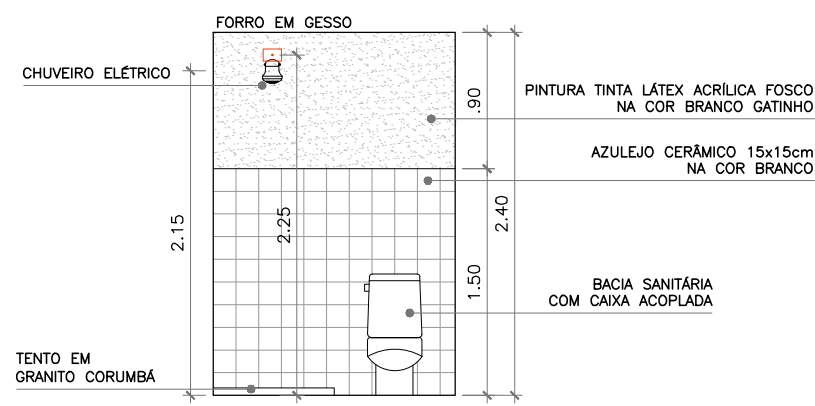 FORRO EM GESSO
CHUVEIRO ELÉTRICO
.90
PINTURA TINTA LÁTEX ACRÍLICA FOSCO
NA COR BRANCO GATINHO
AZULEJO CERÂMICO 15x15cm
NA COR BRANCO
2.15
2.25
2.40
1.50
BACIA SANITÁRIA
COM CAIXA ACOPLADA
TENTO EM
GRANITO CORUMBÁ